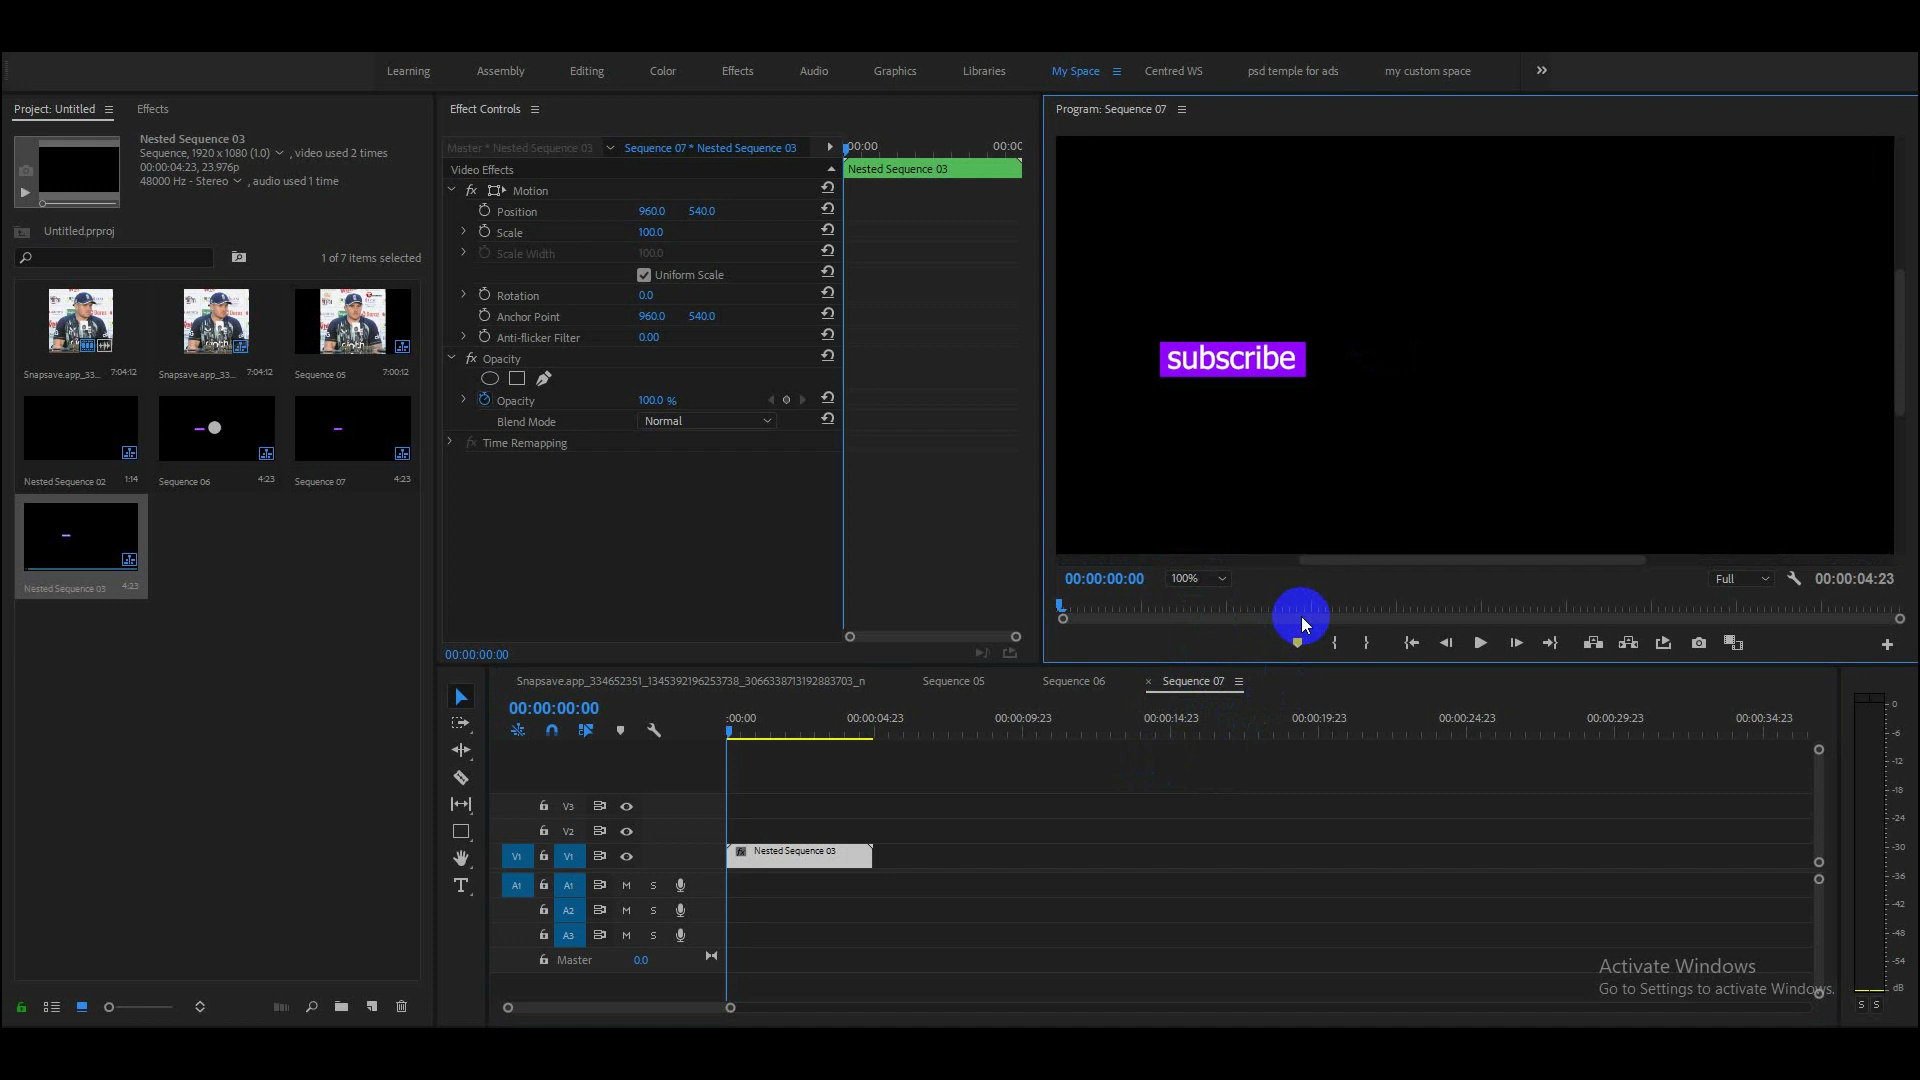 Learning Assembly Editing Color Effects Audio Graphics Libraries My Space Centred WS psd temple for ads my custom space
Project: Untitled Effects
Nested Sequence 03
Sequence, 1920 x 1080 (1.0) , video used 2 times
00:00:04:23, 23.976p
48000 Hz - Stereo , audio used 1 time
Untitled.prproj
1 of 7 items selected
Snapsave.app_33... 7:04:12 Snapsave.app_33... 7:04:12 Sequence 05 7:00:12
Nested Sequence 02 1:14 Sequence 06 4:23 Sequence 07 4:23
Nested Sequence 03 4:23
Effect Controls
Master * Nested Sequence 03 Sequence 07 * Nested Sequence 03
Video Effects
fx Motion
Position 960.0 540.0
Scale 100.0
Scale Width 100.0
Uniform Scale
Rotation 0.0
Anchor Point 960.0 540.0
Anti-flicker Filter 0.00
fx Opacity
Opacity 100.0 %
Blend Mode Normal
fx Time Remapping
:00:00 00:00
Nested Sequence 03
00:00:00:00
Program: Sequence 07
subscribe
00:00:00:00 100% Full 00:00:04:23
Snapsave.app_334652351_1345392196253738_3066338713192883703_n Sequence 05 Sequence 06 × Sequence 07
00:00:00:00
:00:00 00:00:04:23 00:00:09:23 00:00:14:23 00:00:19:23 00:00:24:23 00:00:29:23 00:00:34:23
V3
V2
V1 V1 fx Nested Sequence 03
A1 A1 M S
A2 M S
A3 M S
Master 0.0
0
-6
-12
-18
-24
-30
-36
-42
-48
-54
dB
S S
Activate Windows
Go to Settings to activate Windows.